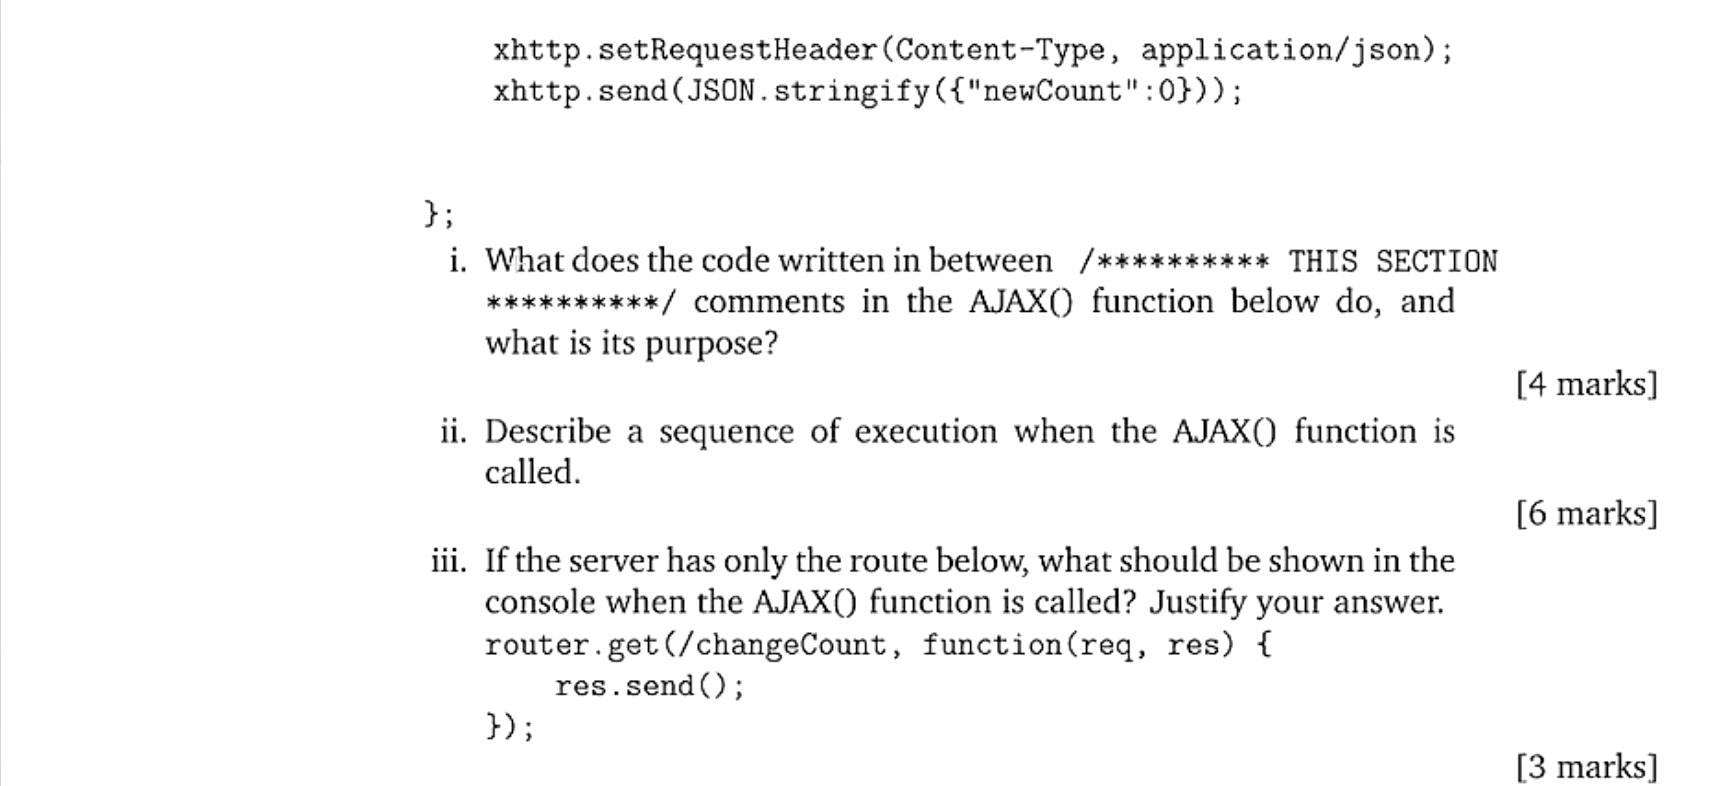 xhttp.setRequestHeader(Content-Type, application/json);
xhttp.send(JSON.stringify({"newCount":0}));
};
i. What does the code written in between /********** THIS SECTION
**********/ comments in the AJAX() function below do, and
what is its purpose?
[4 marks]
ii. Describe a sequence of execution when the AJAX() function is
called.
[6 marks]
iii. If the server has only the route below, what should be shown in the
console when the AJAX() function is called? Justify your answer.
router.get(/changeCount, function(req, res) {
res.send();
});
[3 marks]